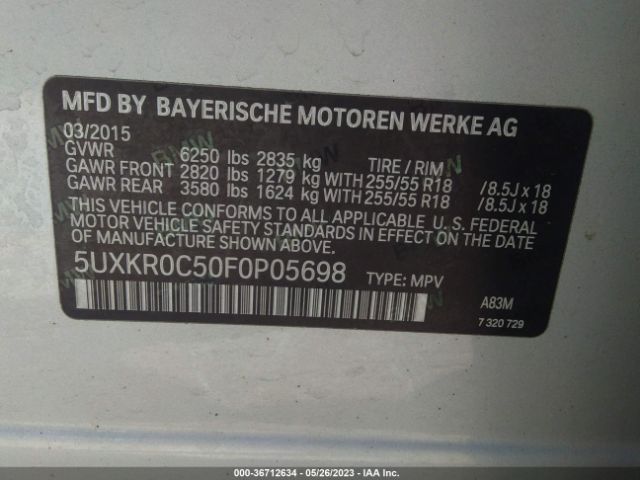 MFD BY BAYERISCHE MOTOREN WERKE AG
03/2015
GVWR 6250 lbs 2835 kg TIRE / RIM
GAWR FRONT 2820 lbs 1279 kg WITH 255/55 R18 /8.5J x 18
GAWR REAR 3580 lbs 1624 kg WITH 255/55 R18 /8.5J x 18
THIS VEHICLE CONFORMS TO ALL APPLICABLE U. S. FEDERAL
MOTOR VEHICLE SAFETY STANDARDS IN EFFECT ON THE DATE
OF MANUFACTURE SHOWN ABOVE.
5UXKR0C50F0P05698 TYPE: MPV
A83M
7 320 729
000-36712634 - 05/26/2023 - IAA Inc.